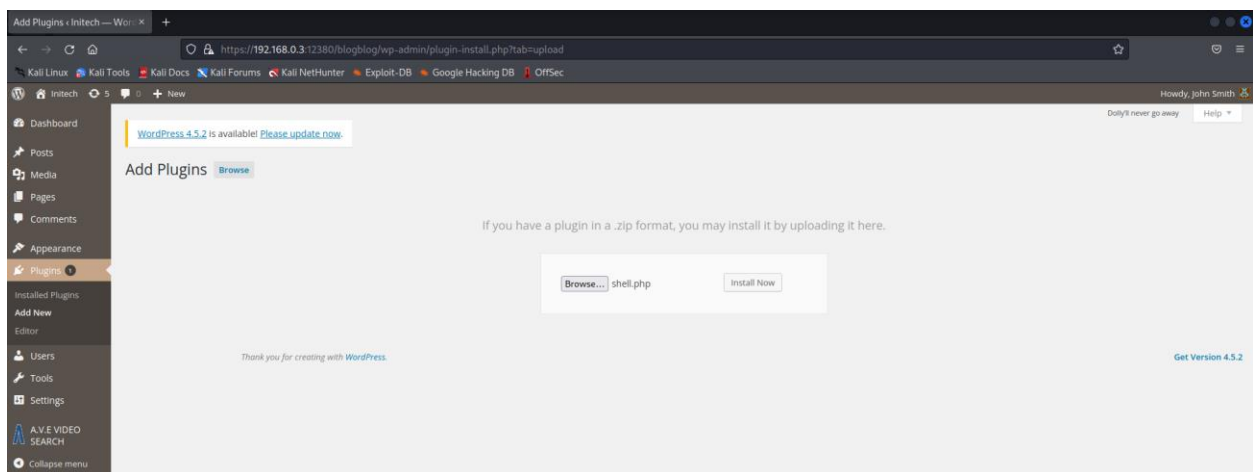 Add Plugins ‹ Initech — Wor
https://192.168.0.3:12380/blogblog/wp-admin/plugin-install.php?tab=upload
Kali Linux Kali Tools Kali Docs Kali Forums Kali NetHunter Exploit-DB Google Hacking DB OffSec
Initech 5 0 + New Howdy, John Smith
Dashboard
Posts
Media
Pages
Comments
Appearance
Plugins 1
Installed Plugins
Add New
Editor
Users
Tools
Settings
A.V.E VIDEO
SEARCH
Collapse menu
Dolly'll never go away Help
WordPress 4.5.2 is available! Please update now.
Add Plugins Browse
If you have a plugin in a .zip format, you may install it by uploading it here.
Browse... shell.php Install Now
Thank you for creating with WordPress. Get Version 4.5.2